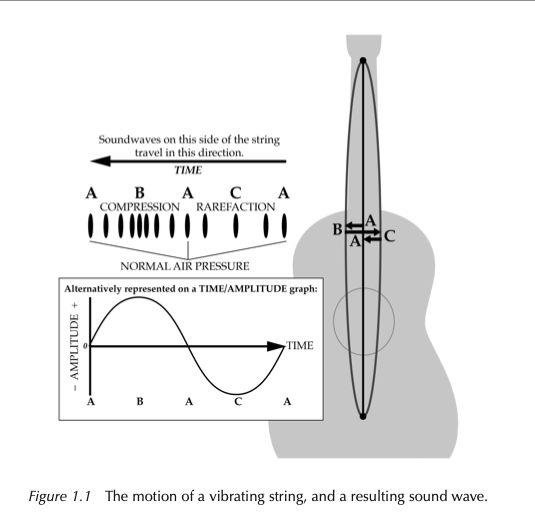 Soundwaves on this side of the string
travel in this direction.
TIME
A B A C A
COMPRESSION RAREFACTION
NORMAL AIR PRESSURE
Alternatively represented on a TIME/AMPLITUDE graph:
− AMPLITUDE +
0
TIME
A B A C A
A
B
C
A
Figure 1.1 The motion of a vibrating string, and a resulting sound wave.